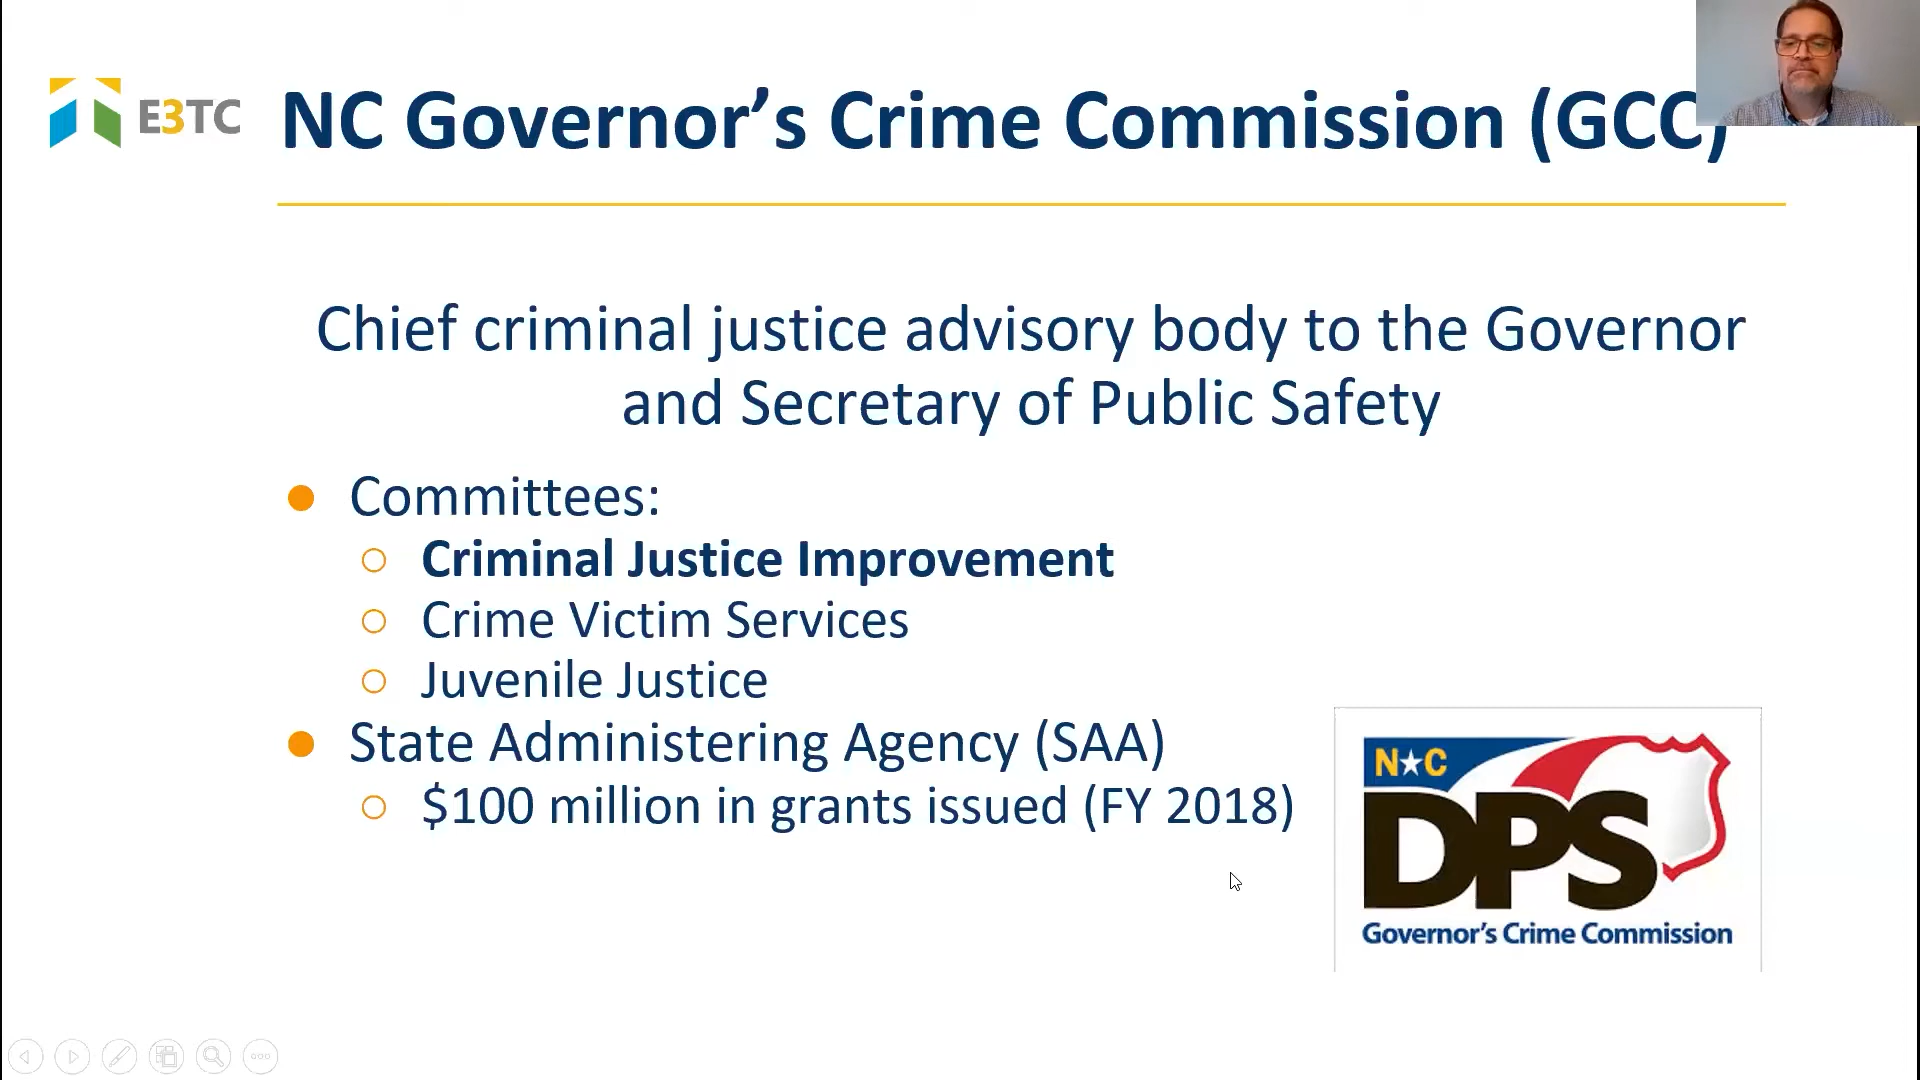 E3TC
NC Governor's Crime Commission (GCC)
Chief criminal justice advisory body to the Governor
and Secretary of Public Safety
Committees:
Criminal Justice Improvement
Crime Victim Services
Juvenile Justice
State Administering Agency (SAA)
$100 million in grants issued (FY 2018)
N★C
DPS
Governor's Crime Commission